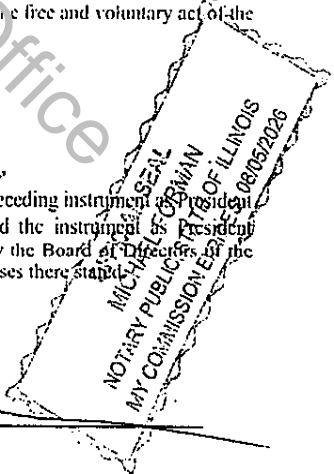 e free and voluntary act of the
Office
eceding instrument as President
d the instrument as President
y the Board of Directors of the
ses there stated.
OFFICIAL SEAL
MICHAEL FORMAN
NOTARY PUBLIC, STATE OF ILLINOIS
MY COMMISSION EXPIRES 08/05/2026